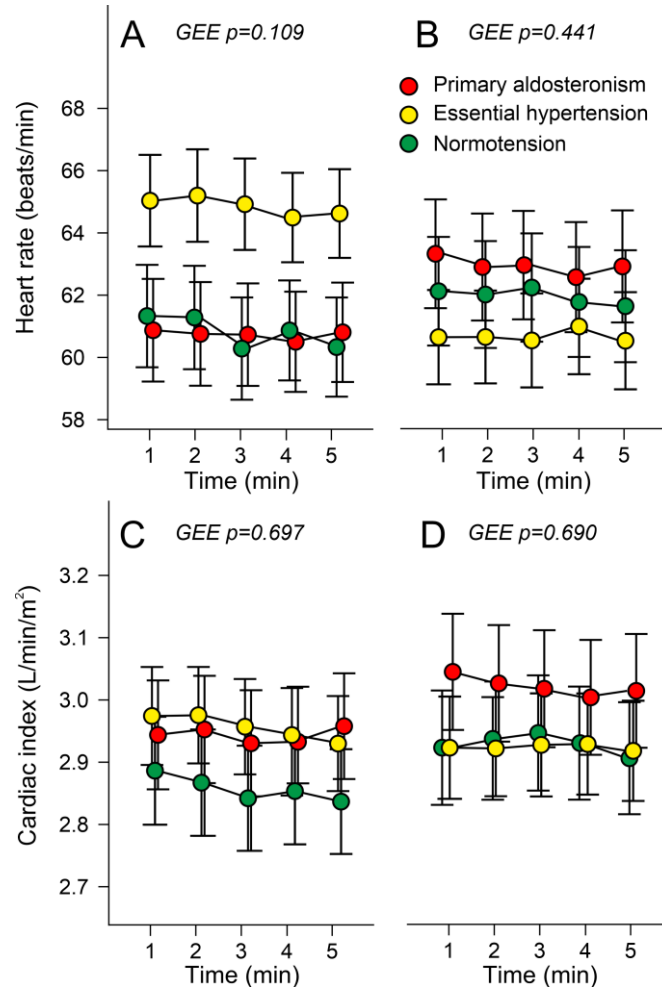 A GEE p=0.109
B GEE p=0.441
Primary aldosteronism
Essential hypertension
Normotension
Heart rate (beats/min)
68
66
64
62
60
58
1 2 3 4 5
Time (min)
1 2 3 4 5
Time (min)
C GEE p=0.697
D GEE p=0.690
Cardiac index (L/min/m²)
3.2
3.1
3.0
2.9
2.8
2.7
1 2 3 4 5
Time (min)
1 2 3 4 5
Time (min)